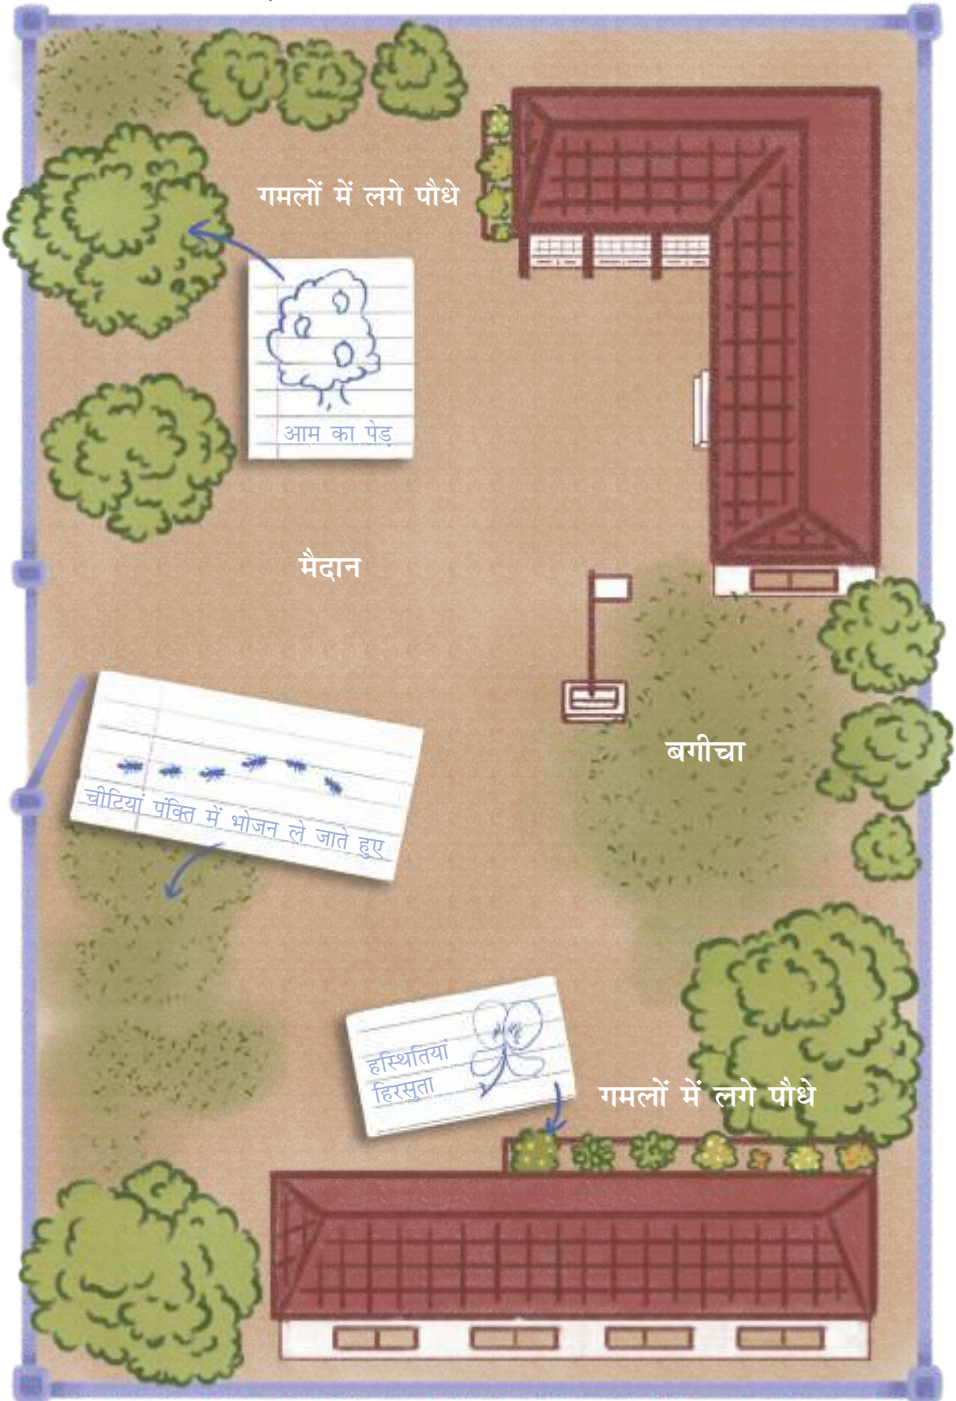 गमलों में लगे पौधे
आम का पेड़
मैदान
बगीचा
चीटियां पंक्ति में भोजन ले जाते हुए
हस्थितियां
हिरसुता
गमलों में लगे पौधे